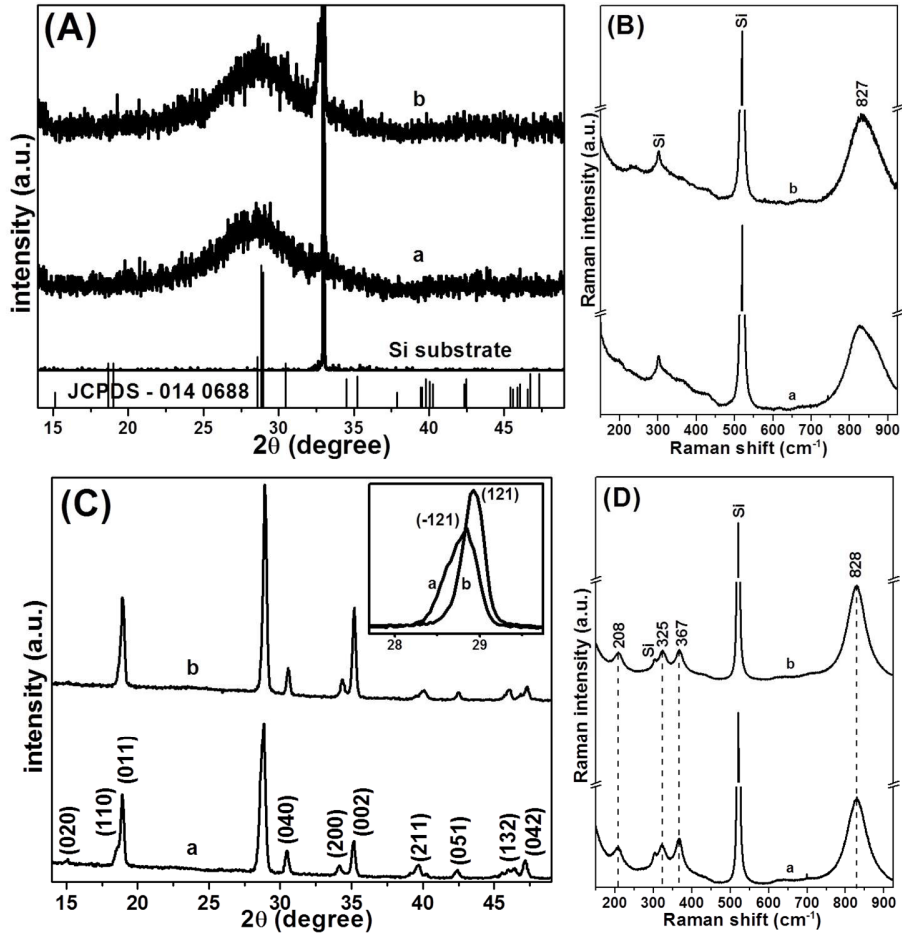 (A)
b
a
Si substrate
JCPDS - 014 0688
intensity (a.u.)
15 20 25 30 35 40 45
2θ (degree)
(B)
Si
827
Si
b
a
Raman intensity (a.u.)
200 300 400 500 600 700 800 900
Raman shift (cm-1)
(C)
(121)
(-121)
a
b
28 29
b
(020)
(110)
(011)
a
(040)
(200)
(002)
(211)
(051)
(132)
(042)
intensity (a.u.)
15 20 25 30 35 40 45
2θ (degree)
(D)
Si
828
208
Si
325
367
b
a
Raman intensity (a.u.)
200 300 400 500 600 700 800 900
Raman shift (cm-1)